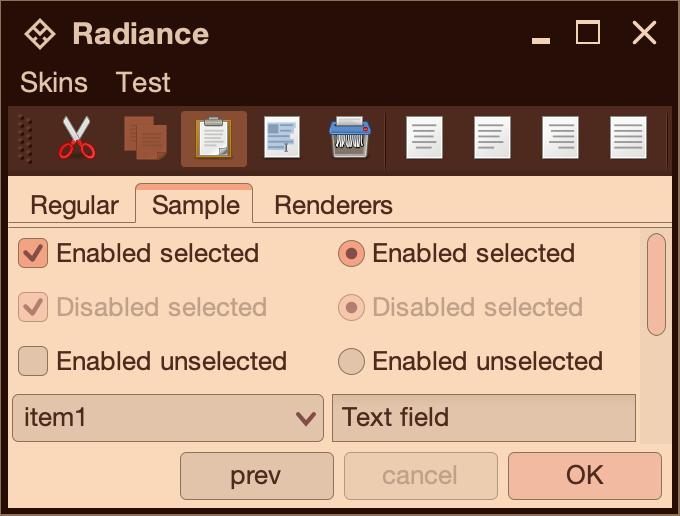 Radiance
Skins Test
Regular Sample Renderers
Enabled selected Enabled selected
Disabled selected Disabled selected
Enabled unselected Enabled unselected
item1 Text field
prev cancel OK